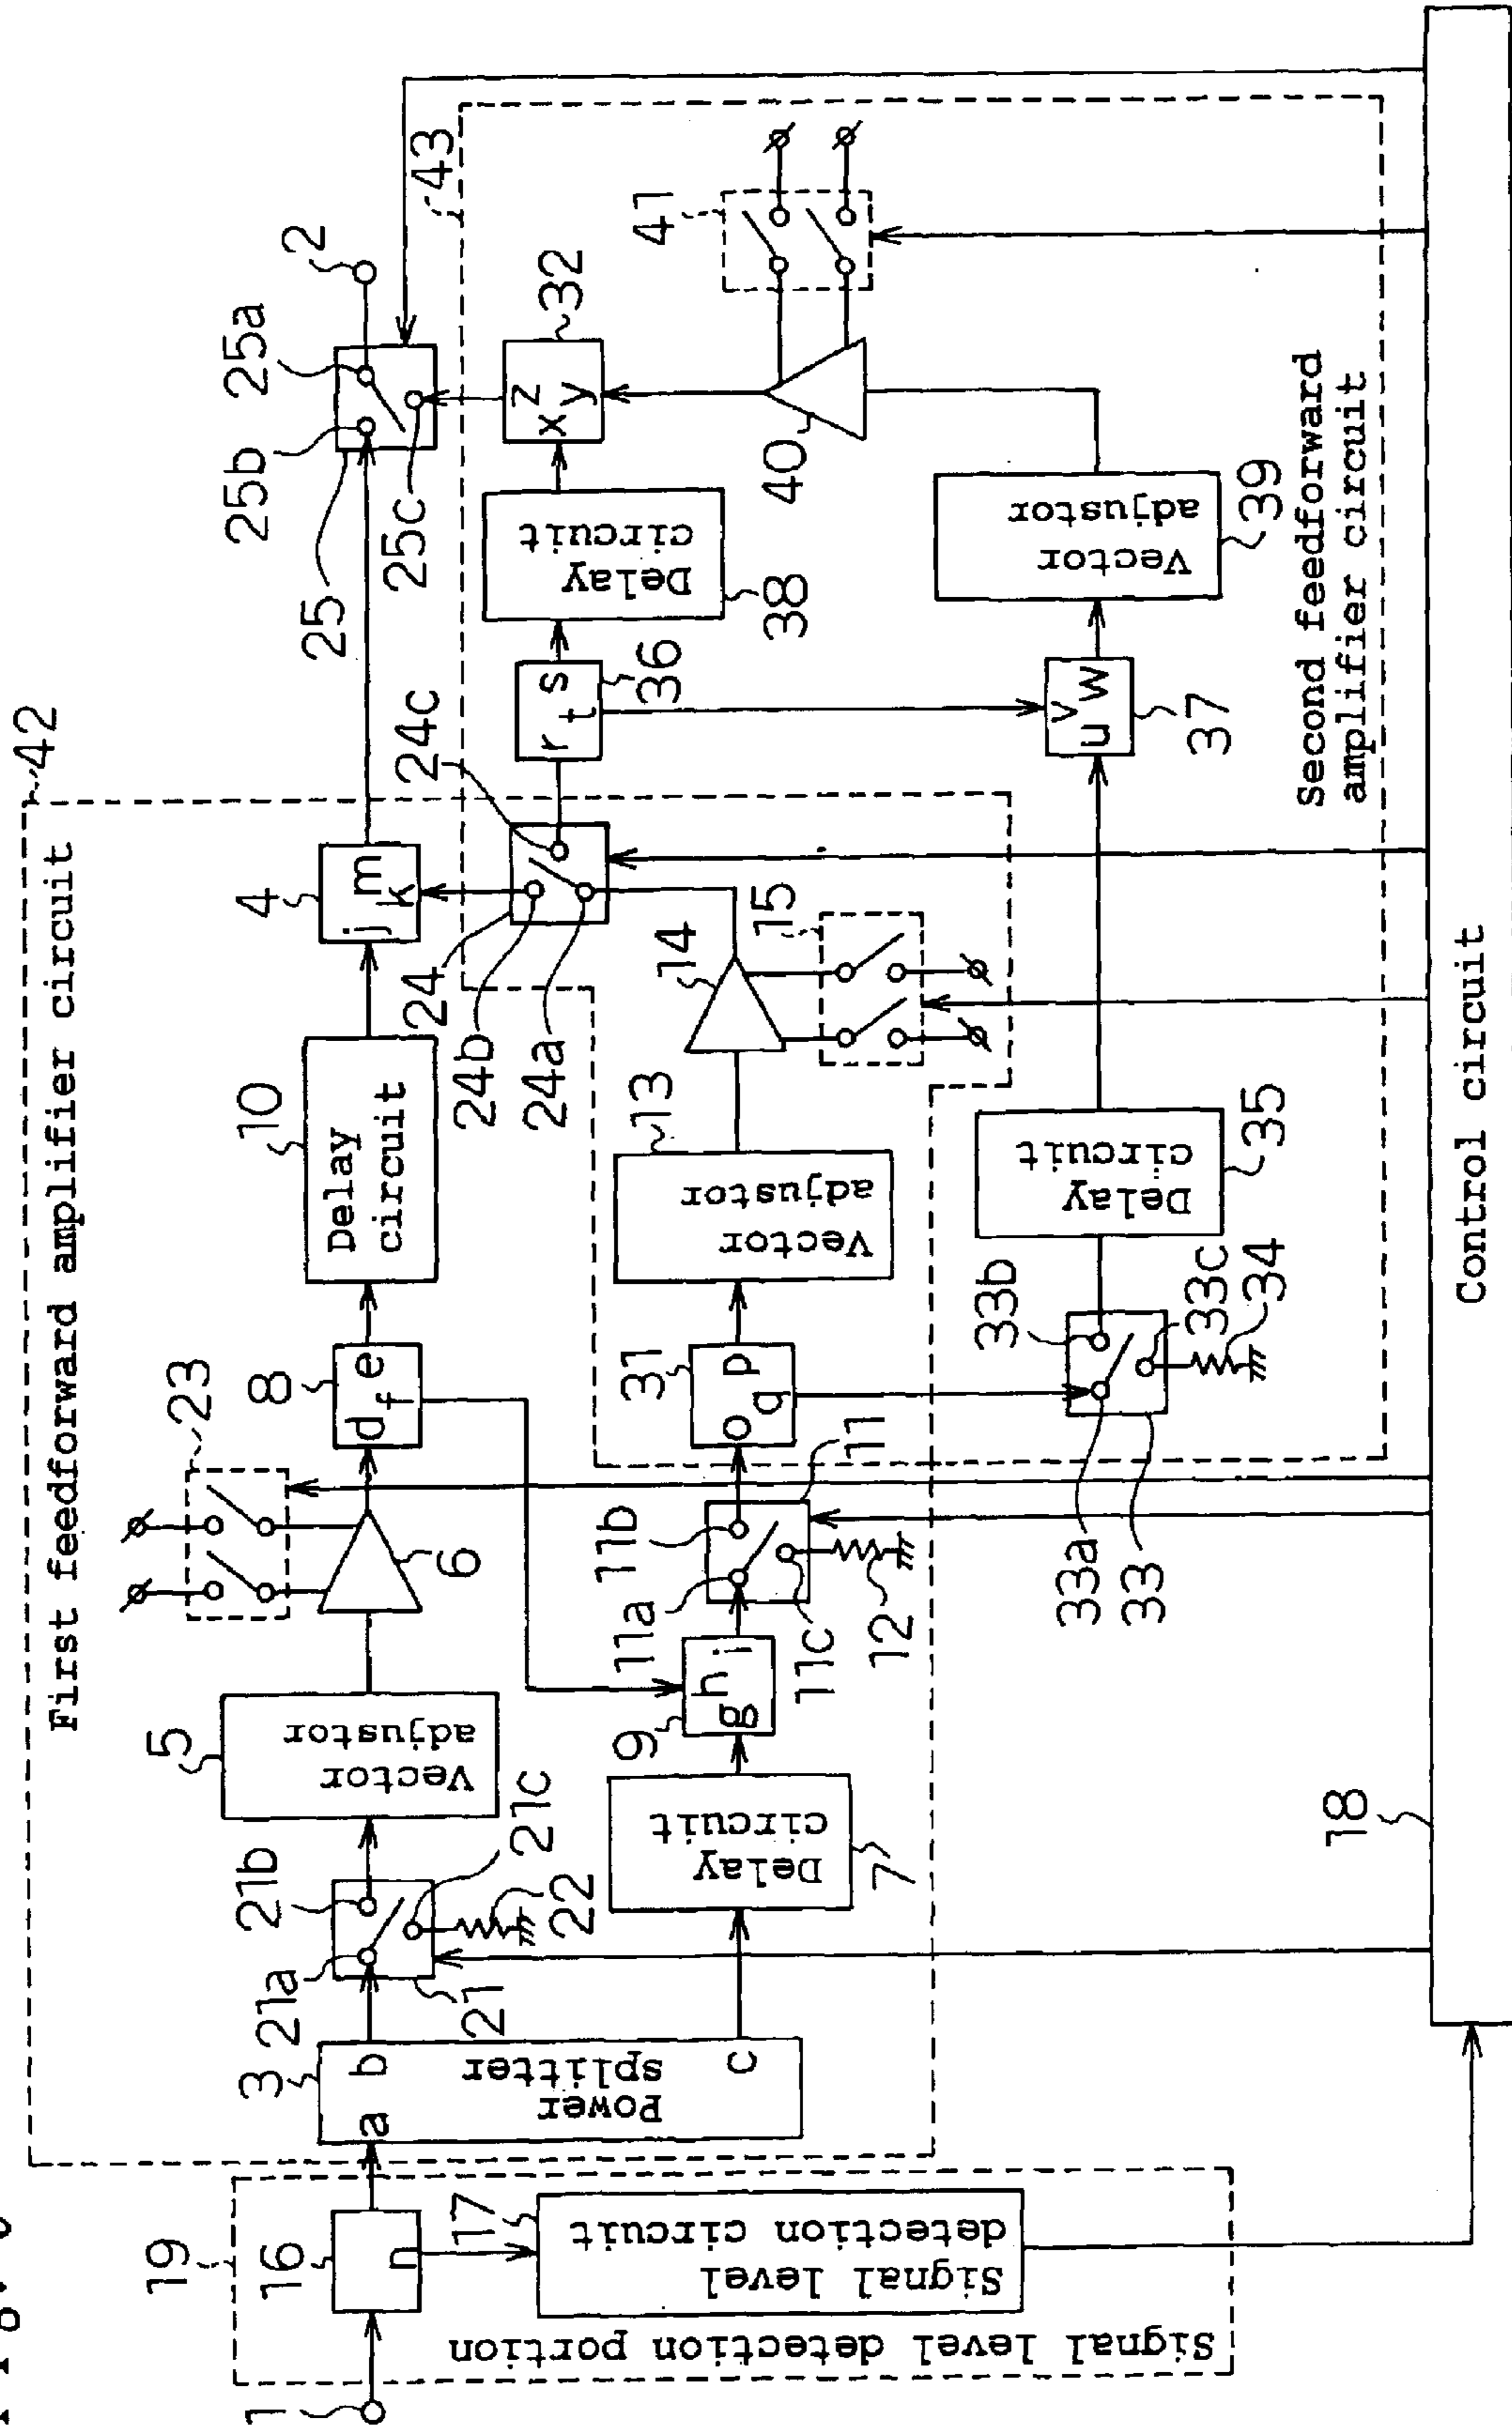 First feedforward amplifier circuit
42
19
16
n
1
17
Signal level
detection circuit
Signal level detection portion
3
a
b
c
Power
splitter
21a
21b
21
21c
22
5
Vector
adjustor
6
23
8
d
e
f
10
Delay
circuit
4
j
m
k
7
Delay
circuit
9
g
h
i
11a
11b
11
11c
12
31
o
p
q
13
Vector
adjustor
14
15
24
24b
24a
24c
25
25b
25a
25c
2
43
36
r
s
t
38
Delay
circuit
32
x
z
y
41
40
33a
33
33b
33c
34
35
Delay
circuit
37
u
v
w
39
Vector
adjustor
Second feedforward
amplifier circuit
18
Control circuit